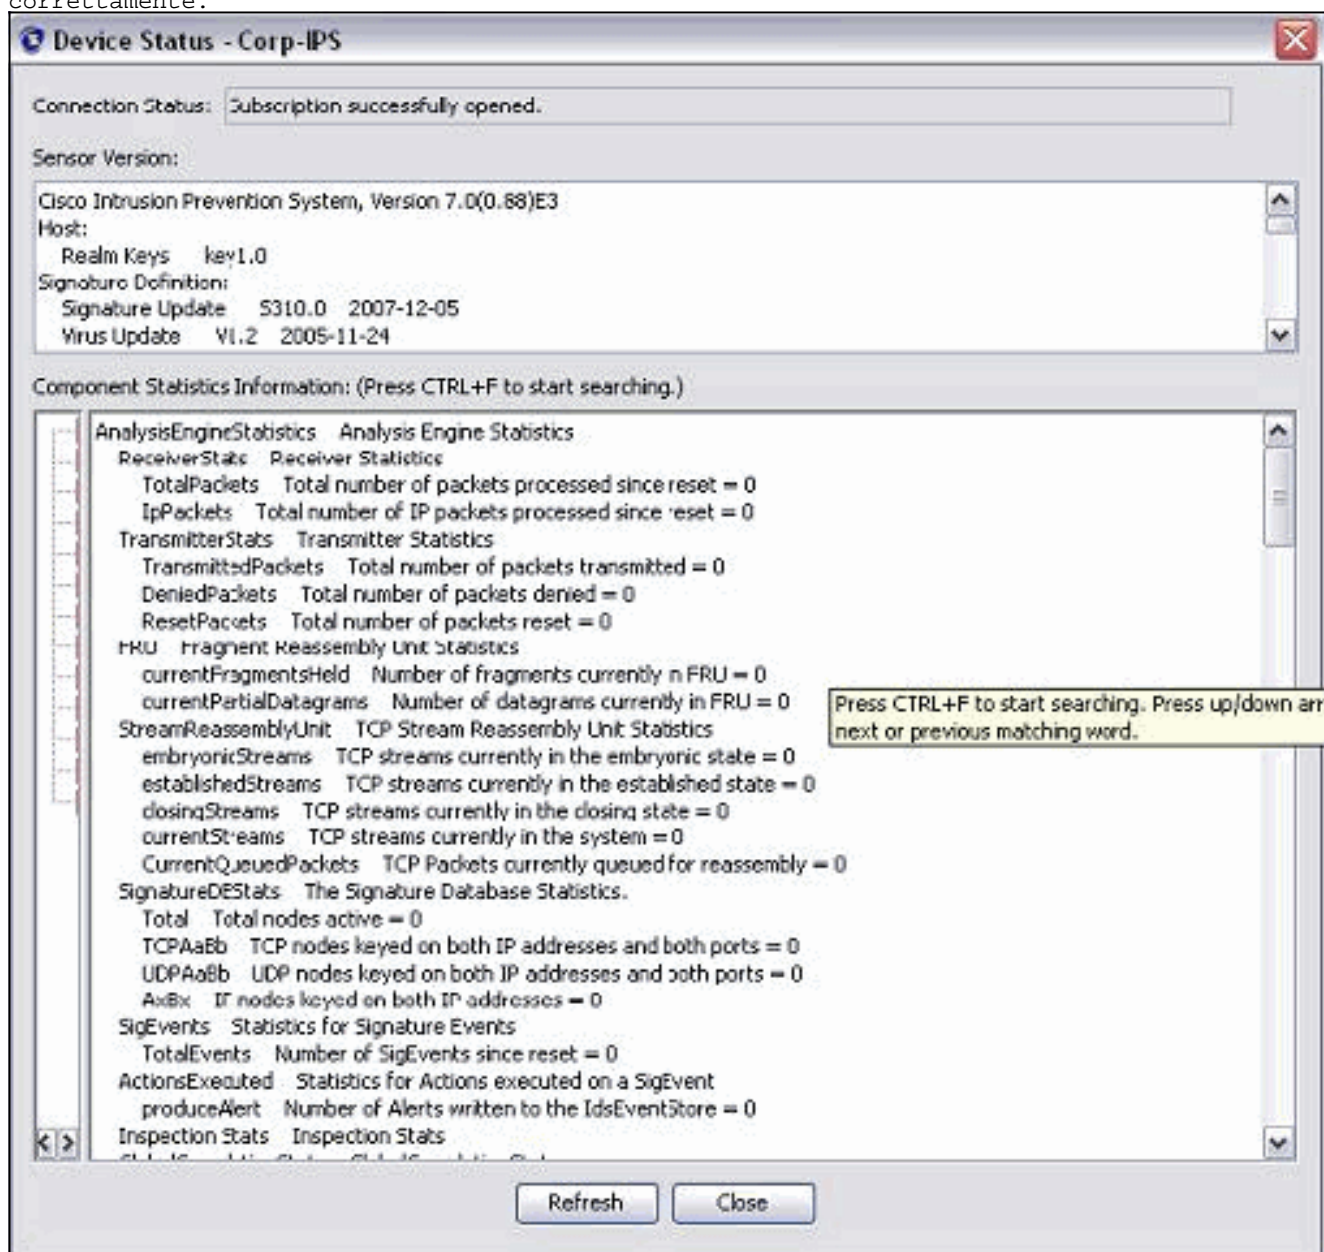 correttamente.
Device Status - Corp-IPS
Connection Status: Subscription successfully opened.
Sensor Version:
Cisco Intrusion Prevention System, Version 7.0(0.88)E3
Host:
Realm Keys key1.0
Signature Definition:
Signature Update S310.0 2007-12-05
Virus Update V1.2 2005-11-24
Component Statistics Information: (Press CTRL+F to start searching.)
AnalysisEngineStatistics Analysis Engine Statistics
ReceiverStats Receiver Statistics
TotalPackets Total number of packets processed since reset = 0
IpPackets Total number of IP packets processed since reset = 0
TransmitterStats Transmitter Statistics
TransmittedPackets Total number of packets transmitted = 0
DeniedPackets Total number of packets denied = 0
ResetPackets Total number of packets reset = 0
FRU Fragment Reassembly Unit Statistics
currentFragmentsHeld Number of fragments currently in FRU = 0
currentPartialDatagrams Number of datagrams currently in FRU = 0
Press CTRL+F to start searching. Press up/down arr
next or previous matching word.
StreamReassemblyUnit TCP Stream Reassembly Unit Statistics
embryonicStreams TCP streams currently in the embryonic state = 0
establishedStreams TCP streams currently in the established state = 0
closingStreams TCP streams currently in the closing state = 0
currentStreams TCP streams currently in the system = 0
CurrentQueuedPackets TCP Packets currently queued for reassembly = 0
SignatureDBStats The Signature Database Statistics.
Total Total nodes active = 0
TCPAaBb TCP nodes keyed on both IP addresses and both ports = 0
UDPAaBb UDP nodes keyed on both IP addresses and both ports = 0
AxBx IP nodes keyed on both IP addresses = 0
SigEvents Statistics for Signature Events
TotalEvents Number of SigEvents since reset = 0
ActionsExecuted Statistics for Actions executed on a SigEvent
produceAlert Number of Alerts written to the IdsEventStore = 0
Inspection Stats Inspection Stats
Refresh
Close